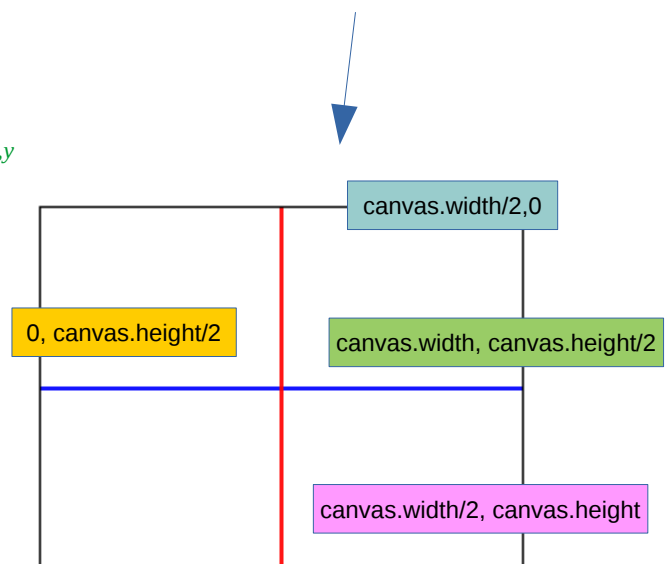 ,y
canvas.width/2,0
0, canvas.height/2
canvas.width, canvas.height/2
canvas.width/2, canvas.height